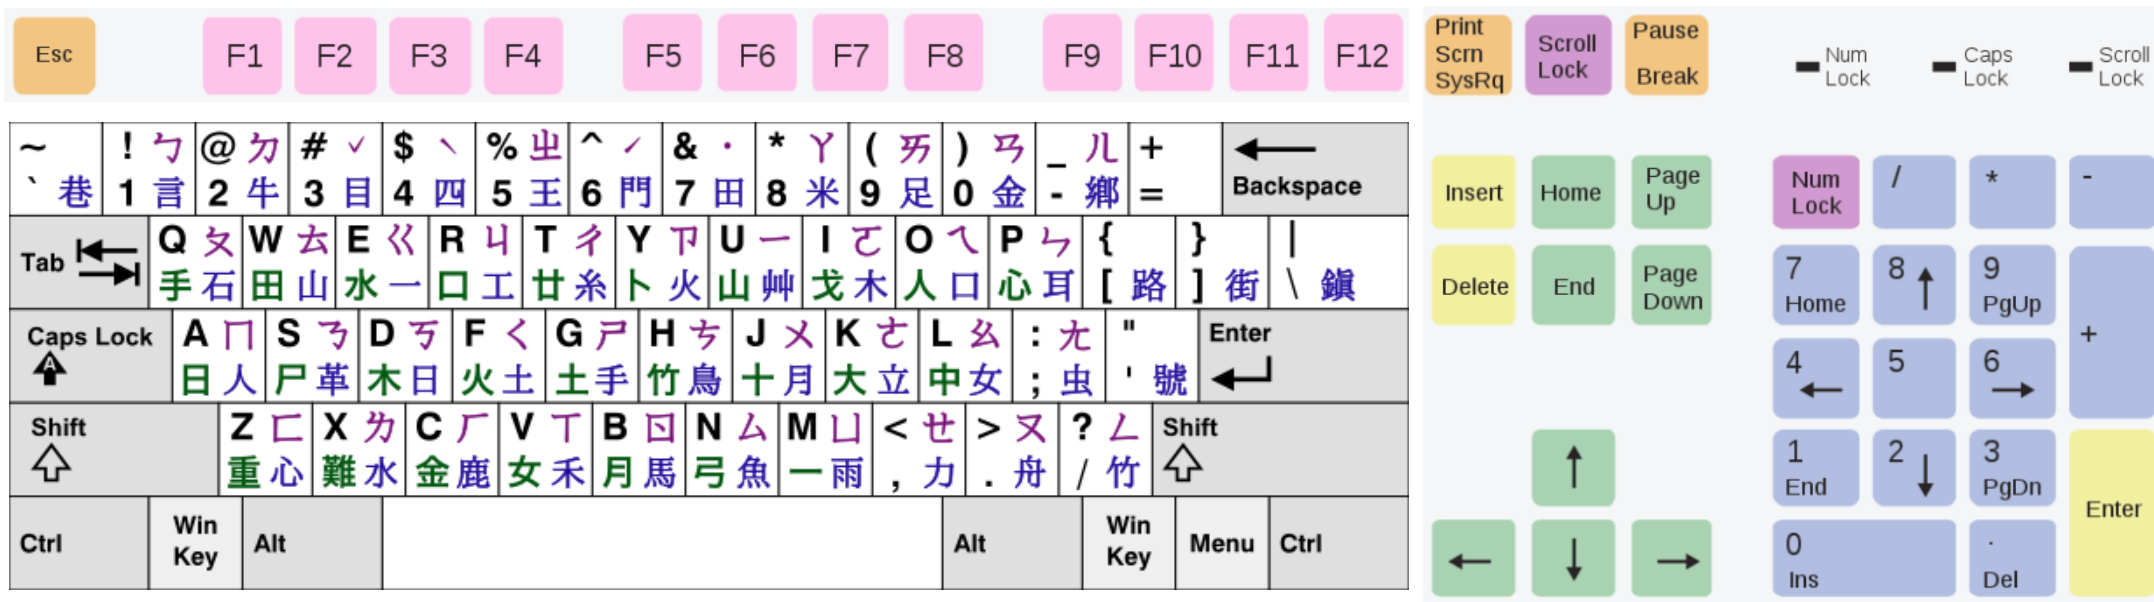 Esc F1 F2 F3 F4 F5 F6 F7 F8 F9 F10 F11 F12
Print Scrn SysRq
Scroll Lock
Pause Break
Num Lock
Caps Lock
Scroll Lock
~ ! ㄅ @ ㄉ # ˇ $ ˋ % ㄓ ^ ˊ & ˙ * ㄚ ( ㄞ ) ㄢ _ ㄦ +
` 巷 1 言 2 牛 3 目 4 四 5 王 6 門 7 田 8 米 9 足 0 金 - 鄉 = Backspace
Tab Q ㄆ W ㄊ E ㄍ R ㄐ T ㄔ Y ㄗ U ㄧ I ㄛ O ㄟ P ㄣ { } |
手 石 田 山 水 一 口 工 廿 糸 卜 火 山 艸 戈 木 人 口 心 耳 [ 路 ] 街 \ 鎭
Caps Lock A ㄇ S ㄋ D ㄎ F ㄑ G ㄕ H ㄘ J ㄨ K ㄜ L ㄠ : ㄤ " Enter
日 人 尸 革 木 日 火 土 土 手 竹 鳥 十 月 大 立 中 女 ; 虫 ' 號
Shift Z ㄈ X ㄌ C ㄏ V ㄒ B ㄖ N ㄙ M ㄩ < ㄝ > ㄡ ? ㄥ Shift
重 心 難 水 金 鹿 女 禾 月 馬 弓 魚 一 雨 , 力 . 舟 / 竹
Ctrl Win Key Alt Alt Win Key Menu Ctrl
Insert Home Page Up
Delete End Page Down
↑
← ↓ →
Num Lock / * -
7 Home 8 ↑ 9 PgUp +
4 ← 5 6 →
1 End 2 ↓ 3 PgDn Enter
0 Ins . Del